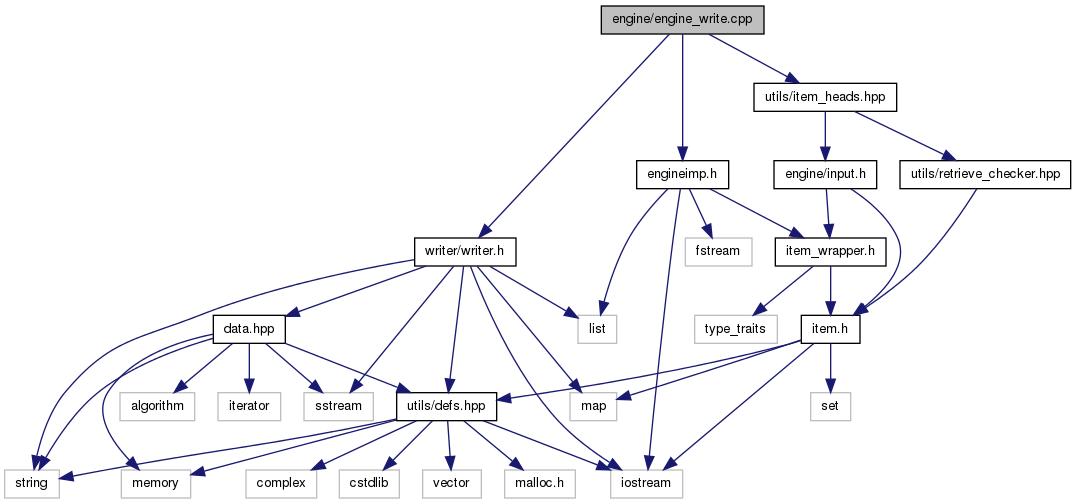 engine/engine_write.cpp
utils/item_heads.hpp
engineimp.h
engine/input.h
utils/retrieve_checker.hpp
writer/writer.h
fstream
item_wrapper.h
data.hpp
list
type_traits
item.h
algorithm
iterator
sstream
utils/defs.hpp
map
set
string
memory
complex
cstdlib
vector
malloc.h
iostream